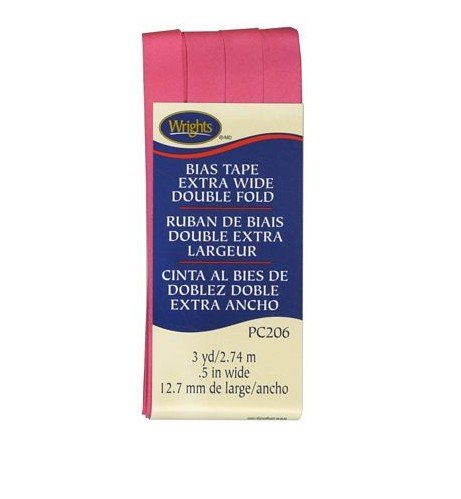 Wrights
®/MD
BIAS TAPE
EXTRA WIDE
DOUBLE FOLD
RUBAN DE BIAIS
DOUBLE EXTRA
LARGEUR
CINTA AL BIES DE
DOBLEZ DOBLE
EXTRA ANCHO
PC206
3 yd/2.74 m
.5 in wide
12.7 mm de large/ancho